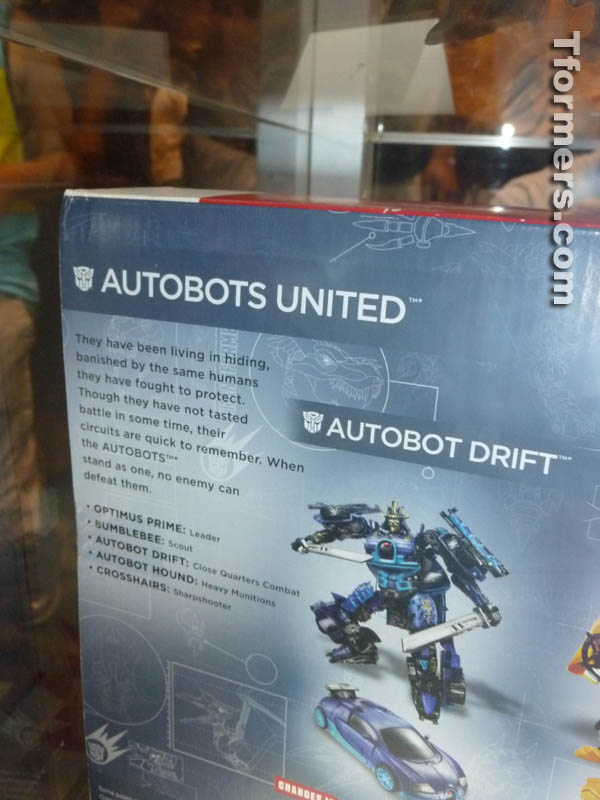 Tformers.com
AUTOBOTS UNITED™*
They have been living in hiding,
banished by the same humans
they have fought to protect.
Though they have not tasted
battle in some time, their
circuits are quick to remember. When
the AUTOBOTS™*
stand as one, no enemy can
defeat them.
• OPTIMUS PRIME: Leader
• BUMBLEBEE: Scout
• AUTOBOT DRIFT: Close Quarters Combat
• AUTOBOT HOUND: Heavy Munitions
• CROSSHAIRS: Sharpshooter
AUTOBOT DRIFT™*
CHANGES